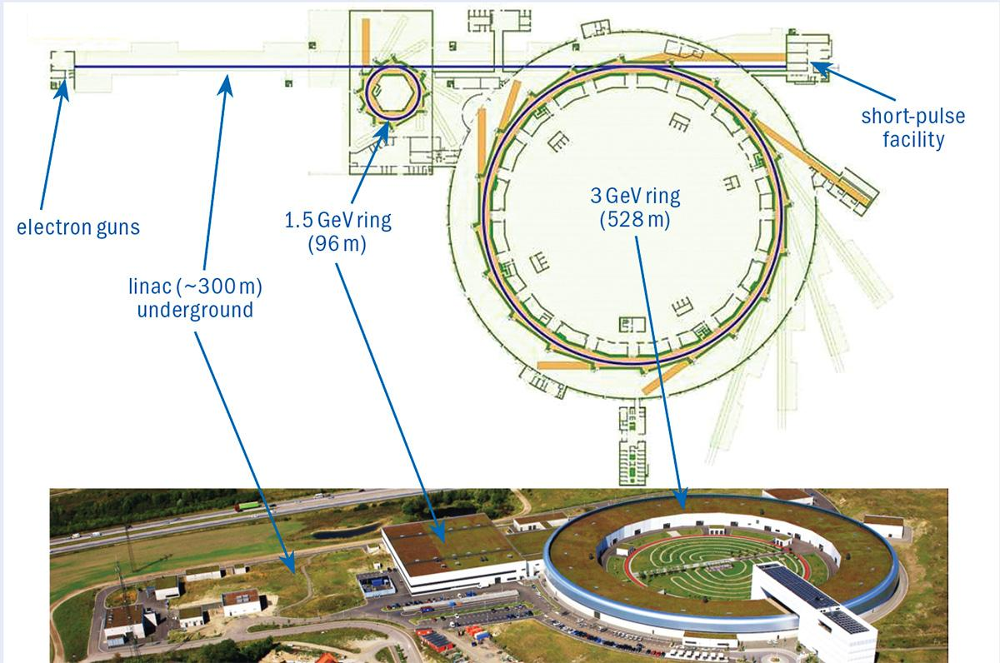 short-pulse
facility
3 GeV ring
(528 m)
electron guns
1.5 GeV ring
(96 m)
linac (~300 m)
underground